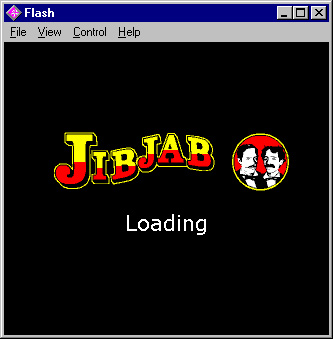 Flash
File View Control Help
JIBJAB
Loading